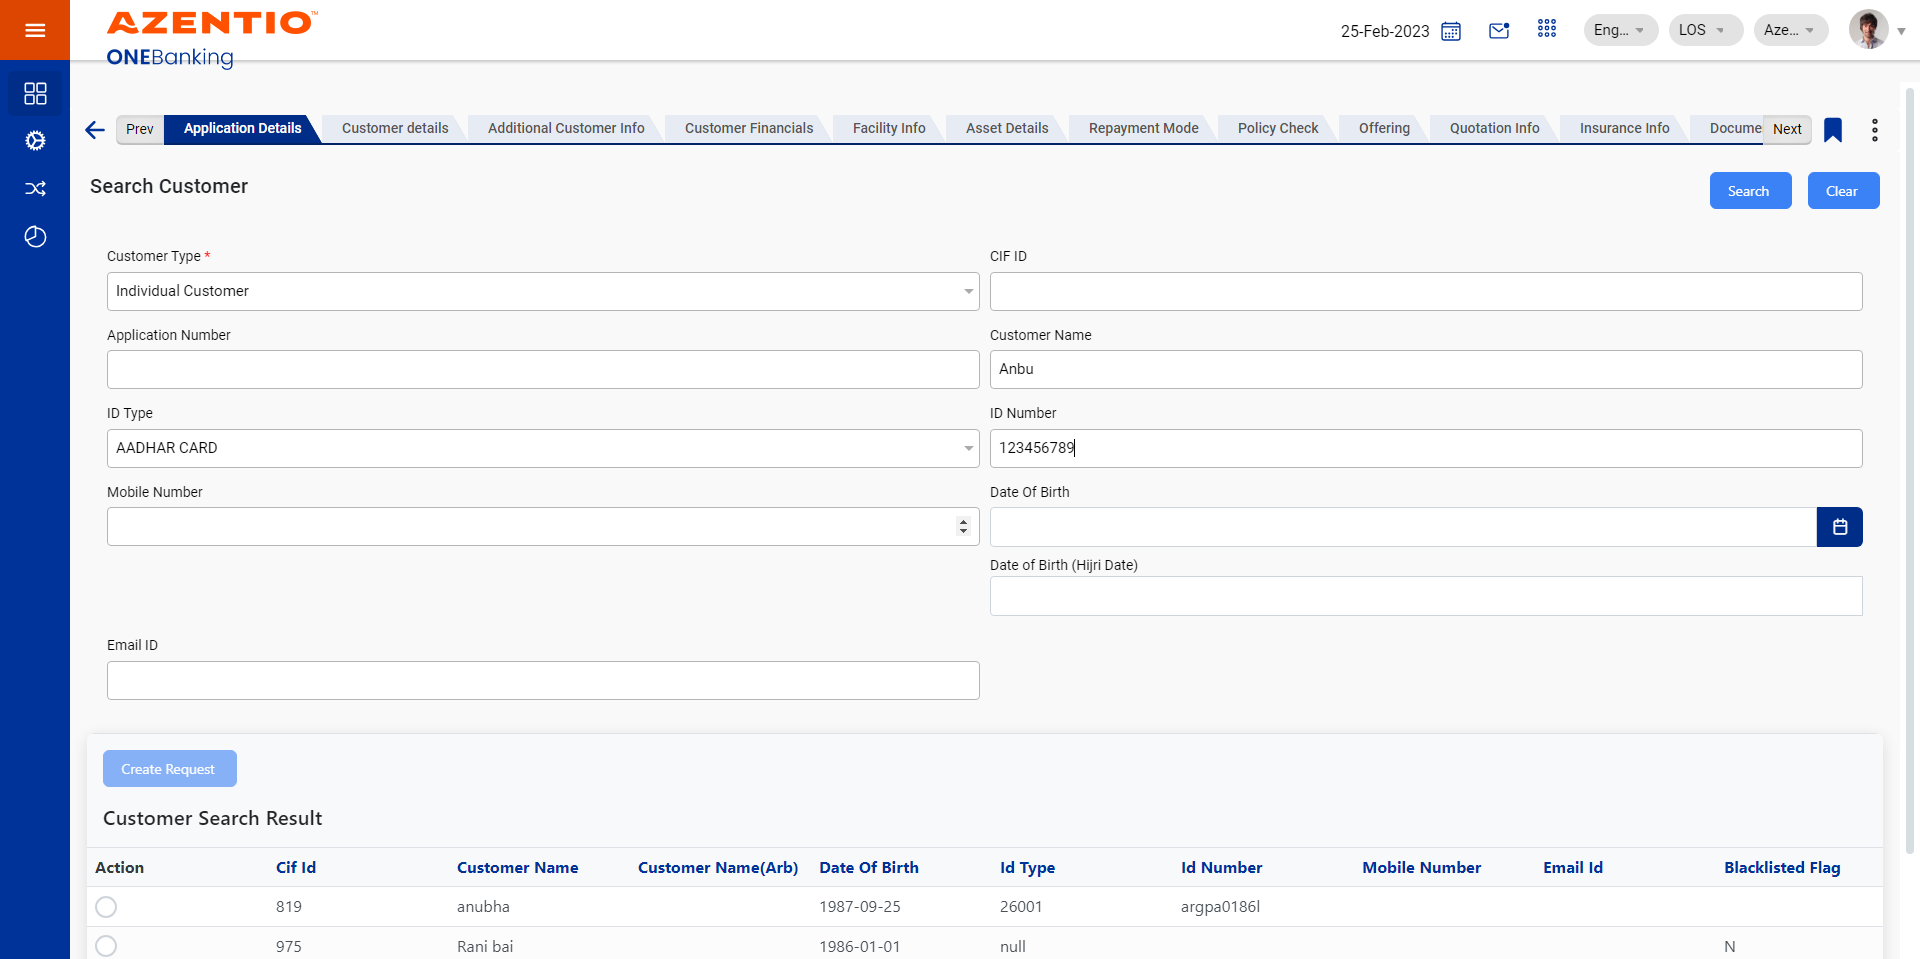 AZENTIO™
ONEBanking
25-Feb-2023
Eng...
LOS
Aze...
Prev
Application Details
Customer details
Additional Customer Info
Customer Financials
Facility Info
Asset Details
Repayment Mode
Policy Check
Offering
Quotation Info
Insurance Info
Docume
Next
Search Customer
Search
Clear
Customer Type *
CIF ID
Individual Customer
Application Number
Customer Name
Anbu
ID Type
ID Number
AADHAR CARD
123456789
Mobile Number
Date Of Birth
Date of Birth (Hijri Date)
Email ID
Create Request
Customer Search Result
Action Cif Id Customer Name Customer Name(Arb) Date Of Birth Id Type Id Number Mobile Number Email Id Blacklisted Flag
819 anubha 1987-09-25 26001 argpa0186l
975 Rani bai 1986-01-01 null N